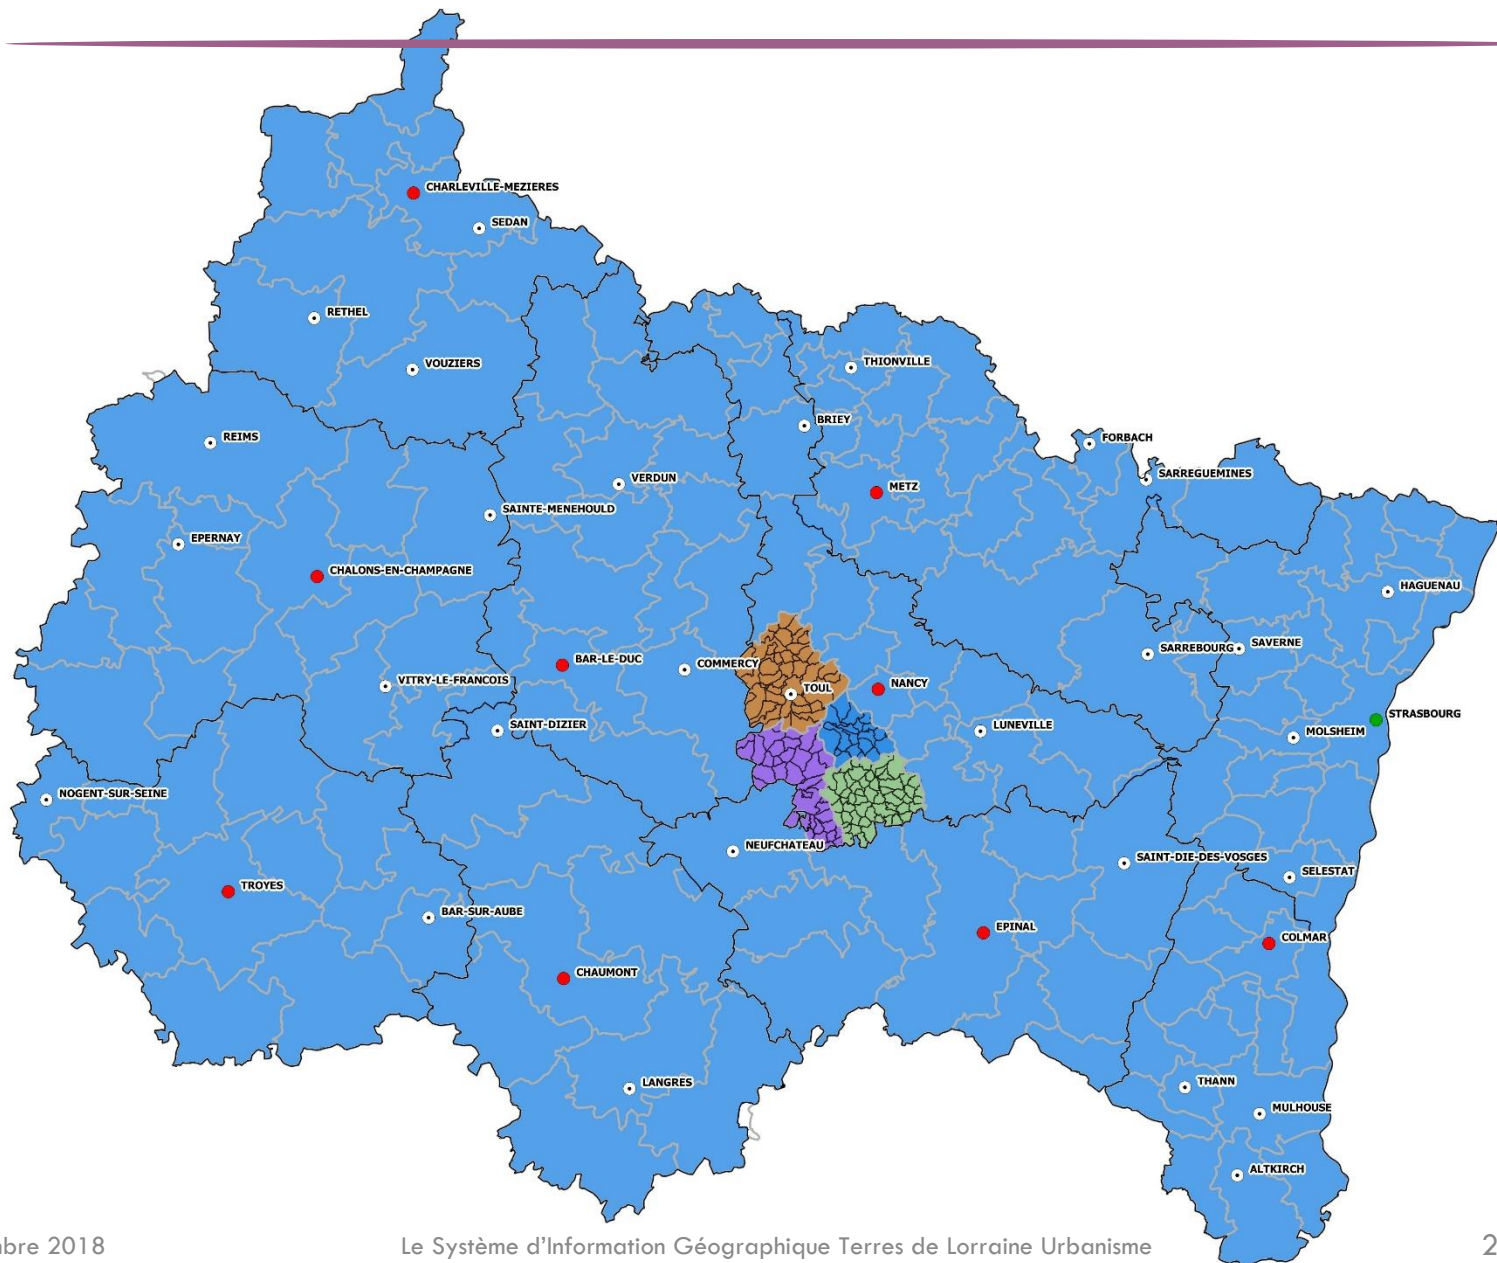 CHARLEVILLE-MEZIERES
SEDAN
RETHEL
VOUZIERS
THIONVILLE
BRIEY
REIMS
FORBACH
SARREGUEMINES
VERDUN
METZ
SAINTE-MENEHOULD
EPERNAY
CHALONS-EN-CHAMPAGNE
HAGUENAU
SAVERNE
SARREBOURG
BAR-LE-DUC
COMMERCY
VITRY-LE-FRANCOIS
TOUL
NANCY
STRASBOURG
SAINT-DIZIER
LUNEVILLE
MOLSHEIM
NOGENT-SUR-SEINE
NEUFCHATEAU
SAINT-DIE-DES-VOSGES
SELESTAT
TROYES
BAR-SUR-AUBE
EPINAL
COLMAR
CHAUMONT
LANGRES
THANN
MULHOUSE
ALTKIRCH
mbre 2018
Le Système d'Information Géographique Terres de Lorraine Urbanisme
2